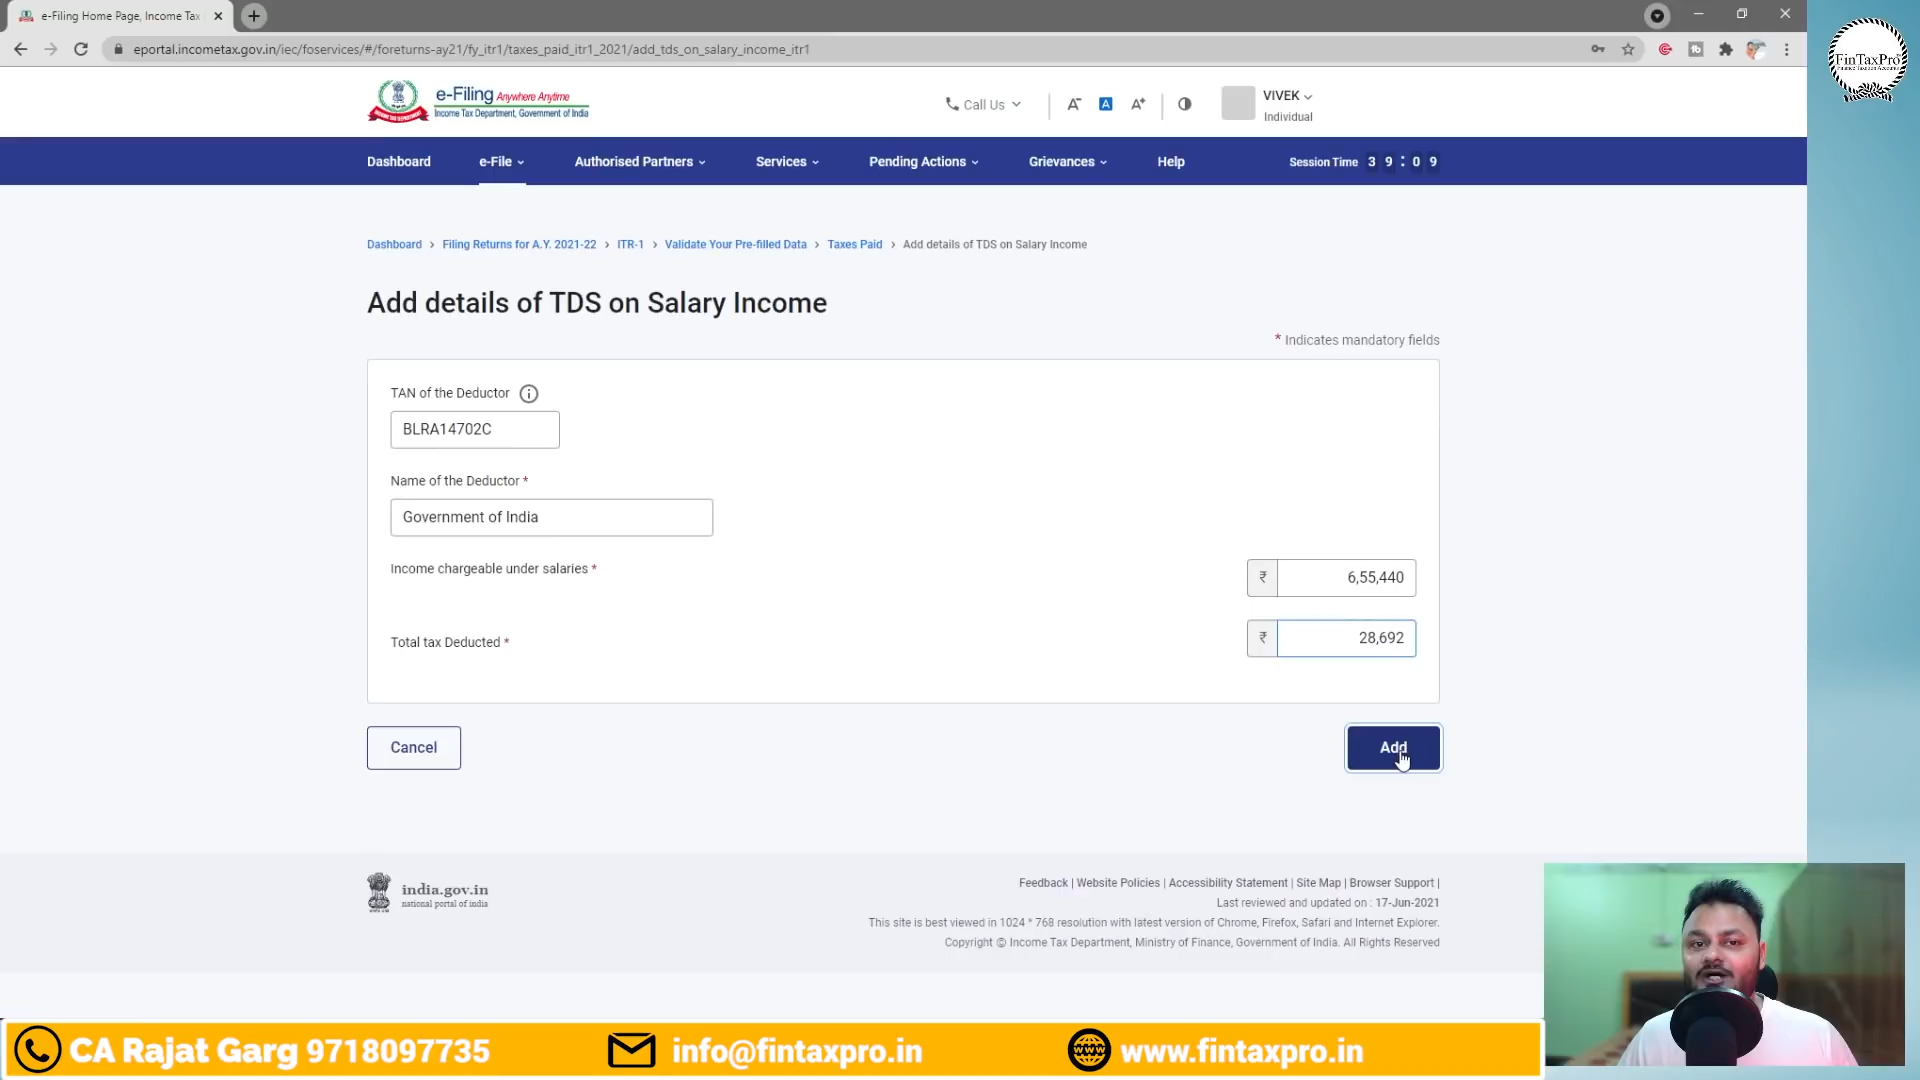 e-Filing Home Page, Income Tax
eportal.incometax.gov.in/iec/foservices/#/foreturns-ay21/fy_itr1/taxes_paid_itr1_2021/add_tds_on_salary_income_itr1
FinTaxPro
e-Filing Anywhere Anytime
Income Tax Department, Government of India
Call Us
A-
A
A+
VIVEK
Individual
Dashboard e-File Authorised Partners Services Pending Actions Grievances Help Session Time 3 9 : 0 9
Dashboard > Filing Returns for A.Y. 2021-22 > ITR-1 > Validate Your Pre-filled Data > Taxes Paid > Add details of TDS on Salary Income
Add details of TDS on Salary Income
* Indicates mandatory fields
TAN of the Deductor
BLRA14702C
Name of the Deductor *
Government of India
Income chargeable under salaries * ₹ 6,55,440
Total tax Deducted * ₹ 28,692
Cancel Add
india.gov.in
national portal of india
Feedback | Website Policies | Accessibility Statement | Site Map | Browser Support |
Last reviewed and updated on : 17-Jun-2021
This site is best viewed in 1024 * 768 resolution with latest version of Chrome, Firefox, Safari and Internet Explorer.
Copyright © Income Tax Department, Ministry of Finance, Government of India. All Rights Reserved
CA Rajat Garg 9718097735 info@fintaxpro.in www.fintaxpro.in